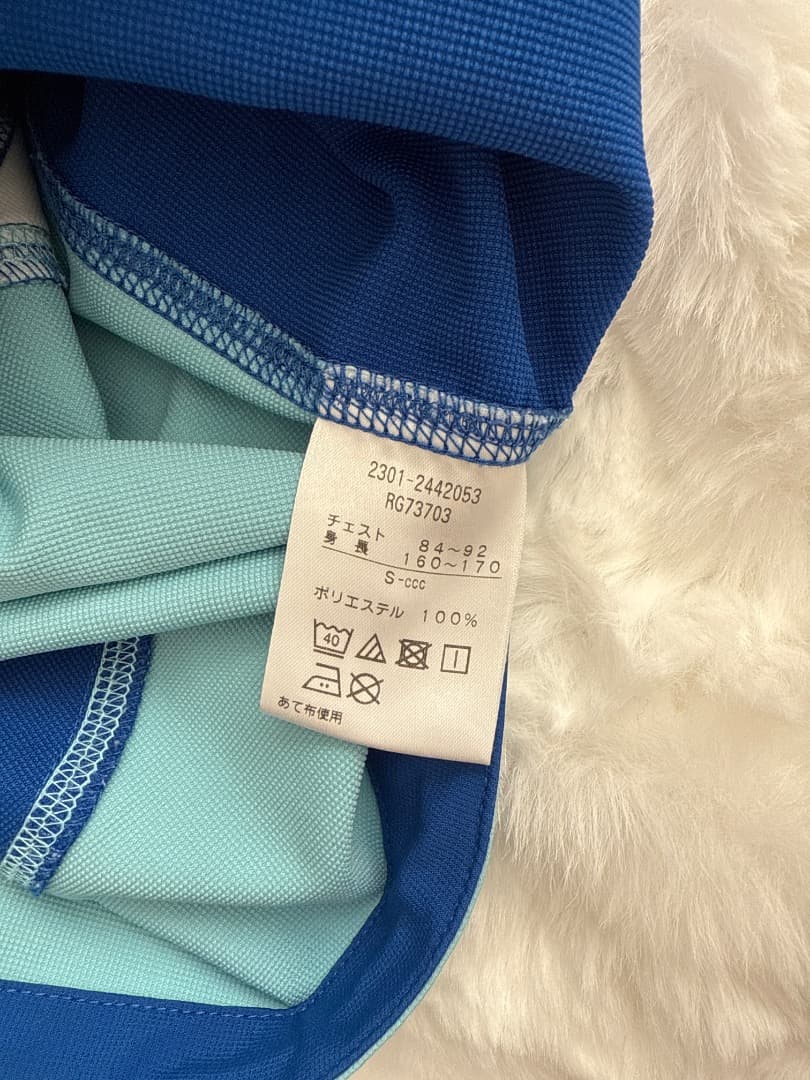 2301-2442053
RG73703
チェスト 84～92
身長 160～170
S-ccc
ポリエステル 100%
40
あて布使用